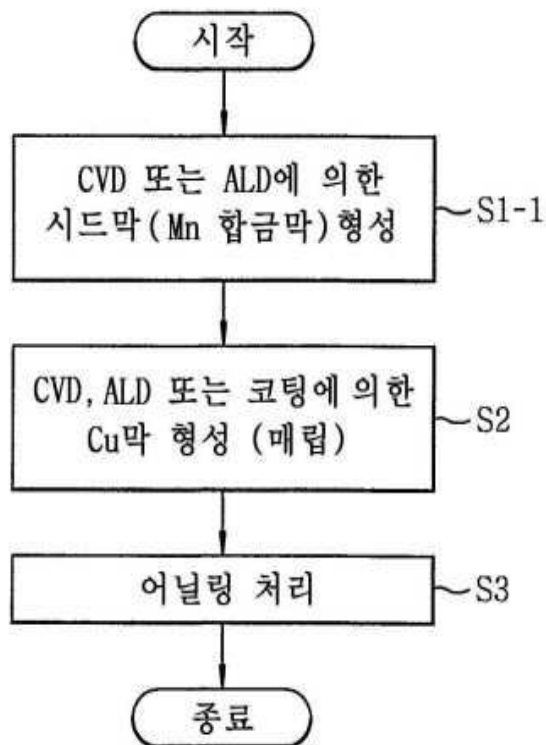 시작
CVD 또는 ALD에 의한
시드막(Mn 합금막)형성
S1-1
CVD, ALD 또는 코팅에 의한
Cu막 형성 (매립)
S2
어닐링 처리
S3
종료